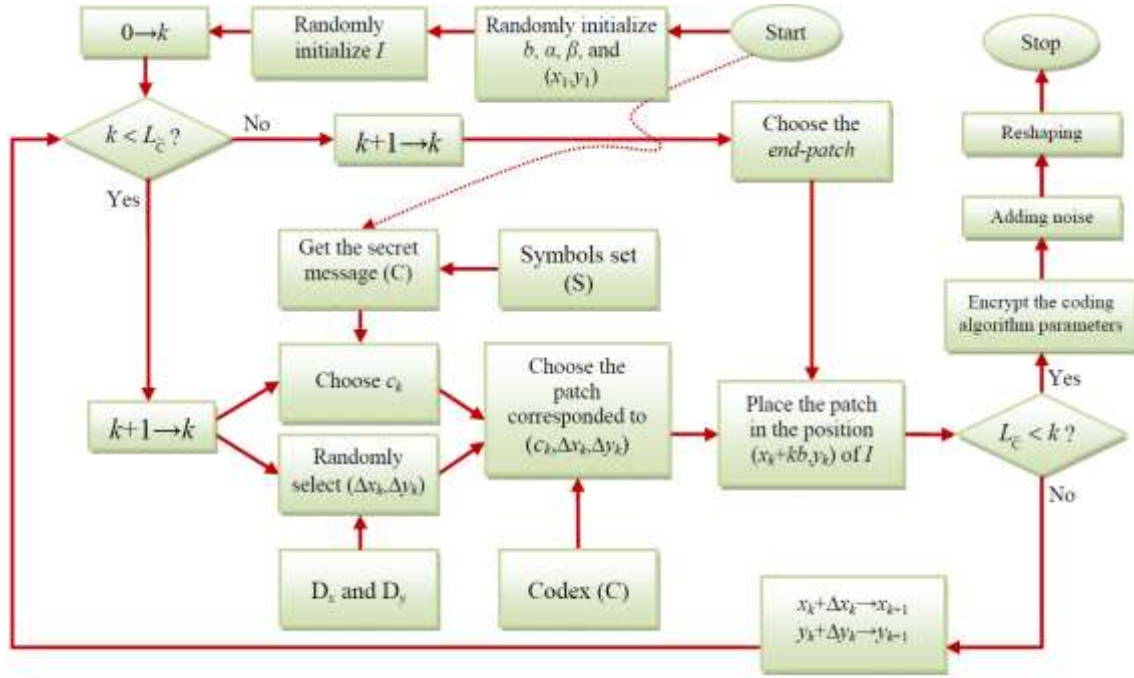 Start
Randomly initialize
b, α, β, and
(x₁,y₁)
Randomly
initialize I
0→k
k < L_c̃ ?
No
k+1→k
Choose the
end-patch
Yes
Get the secret
message (C)
Symbols set
(S)
k+1→k
Choose cₖ
Randomly
select (Δxₖ,Δyₖ)
Dₓ and Dᵧ
Choose the
patch
corresponded to
(cₖ,Δxₖ,Δyₖ)
Codex (C)
Place the patch
in the position
(xₖ+kb,yₖ) of I
L_c̃ < k ?
No
xₖ+Δxₖ→xₖ₊₁
yₖ+Δyₖ→yₖ₊₁
Yes
Encrypt the coding
algorithm parameters
Adding noise
Reshaping
Stop